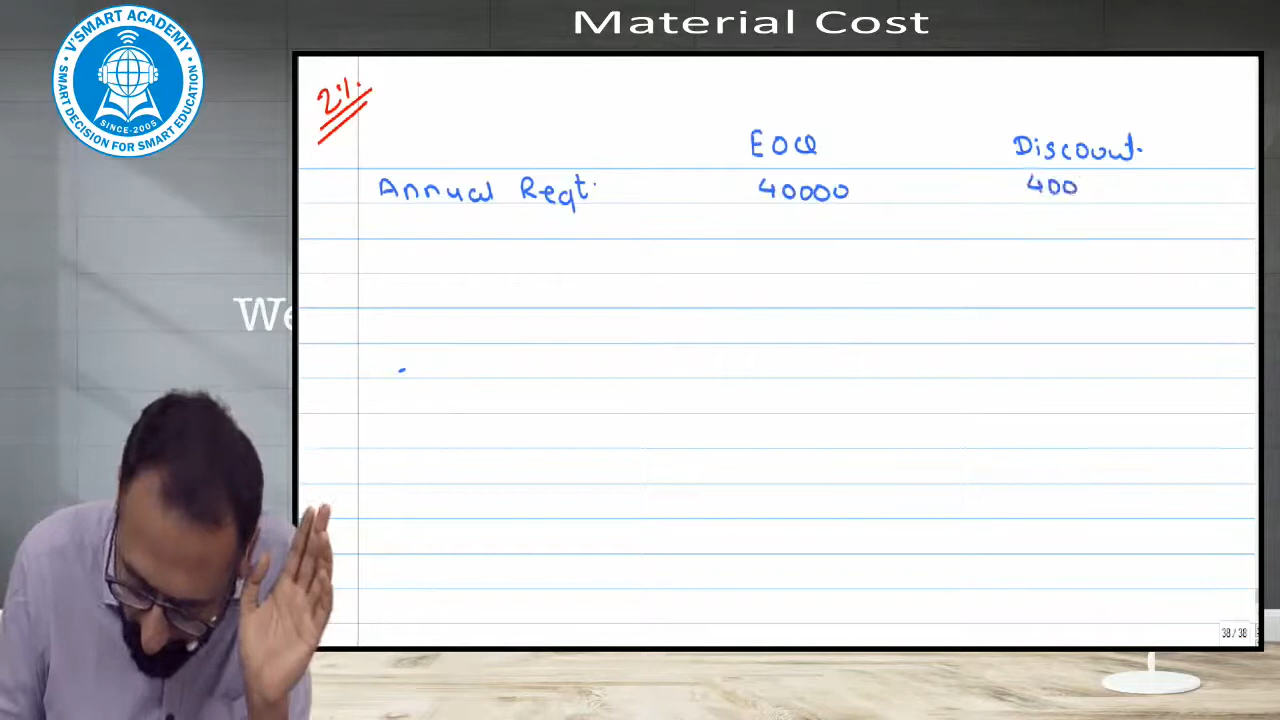 Material Cost
V'SMART ACADEMY
SINCE-2005
SMART DECISION FOR SMART EDUCATION
2%.
EOQ Discount.
Annual Reqt. 40000 400
We
38 / 38